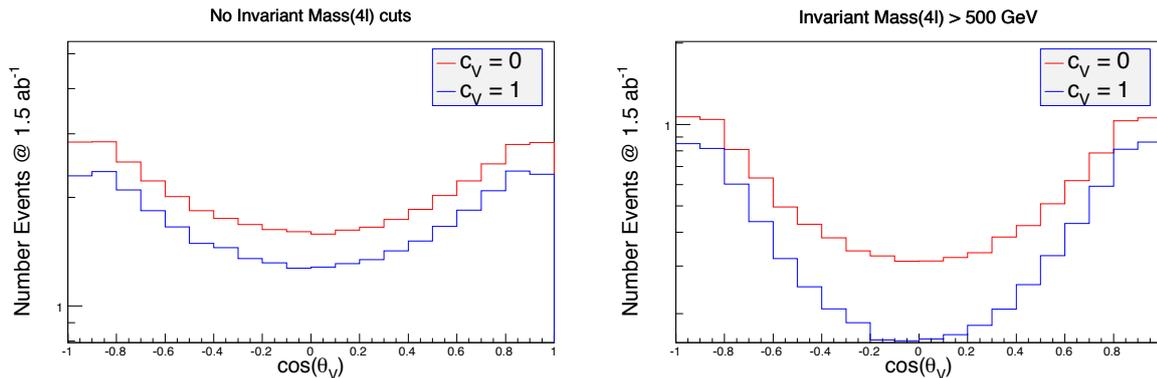 No Invariant Mass(4l) cuts
Number Events @ 1.5 ab⁻¹
c_V = 0
c_V = 1
1
-1 -0.8 -0.6 -0.4 -0.2 0 0.2 0.4 0.6 0.8 1
cos(θ_V)
Invariant Mass(4l) > 500 GeV
Number Events @ 1.5 ab⁻¹
c_V = 0
c_V = 1
1
-1 -0.8 -0.6 -0.4 -0.2 0 0.2 0.4 0.6 0.8 1
cos(θ_V)